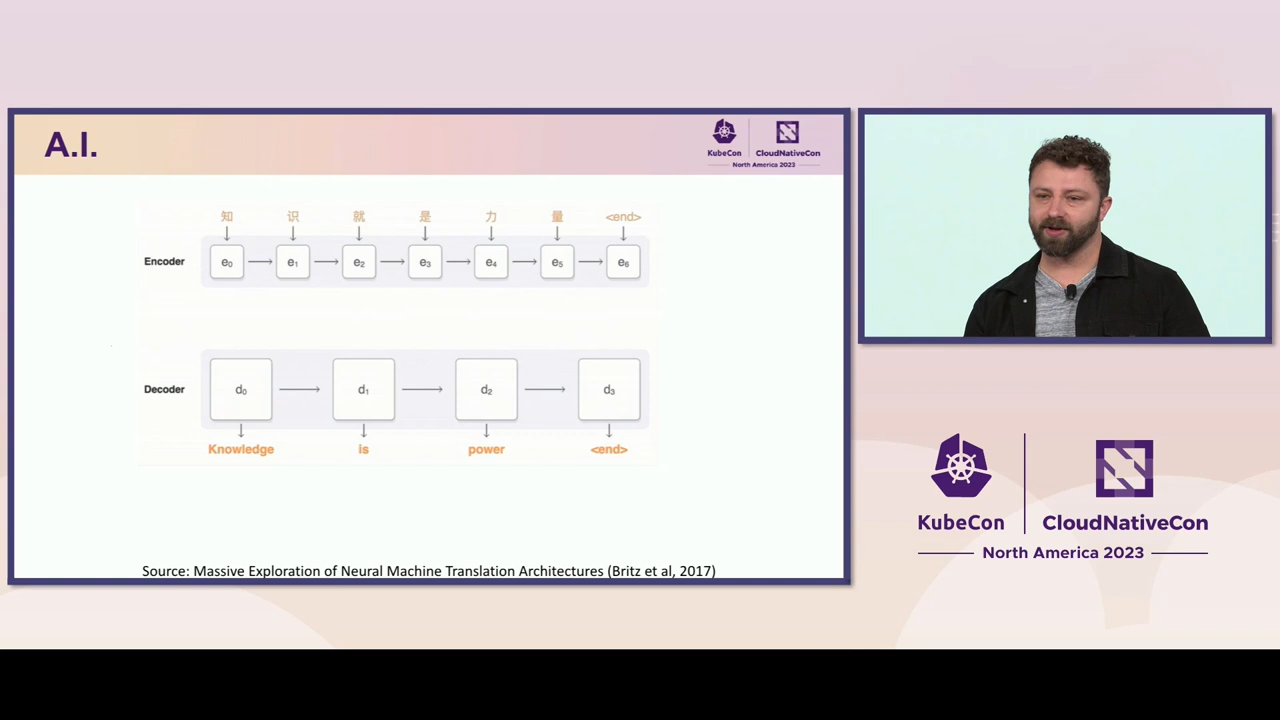 A.I.
KubeCon CloudNativeCon
North America 2023
知 识 就 是 力 量 <end>
Encoder e₀ e₁ e₂ e₃ e₄ e₅ e₆
Decoder d₀ d₁ d₂ d₃
Knowledge is power <end>
Source: Massive Exploration of Neural Machine Translation Architectures (Britz et al, 2017)
KubeCon CloudNativeCon
North America 2023